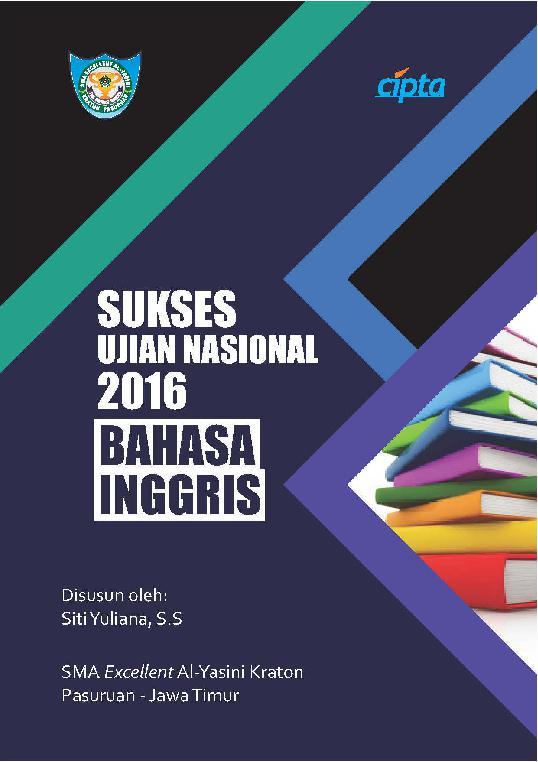 cipta
SUKSES
UJIAN NASIONAL
2016
BAHASA
INGGRIS
Disusun oleh:
Siti Yuliana, S.S
SMA Excellent Al-Yasini Kraton
Pasuruan - Jawa Timur